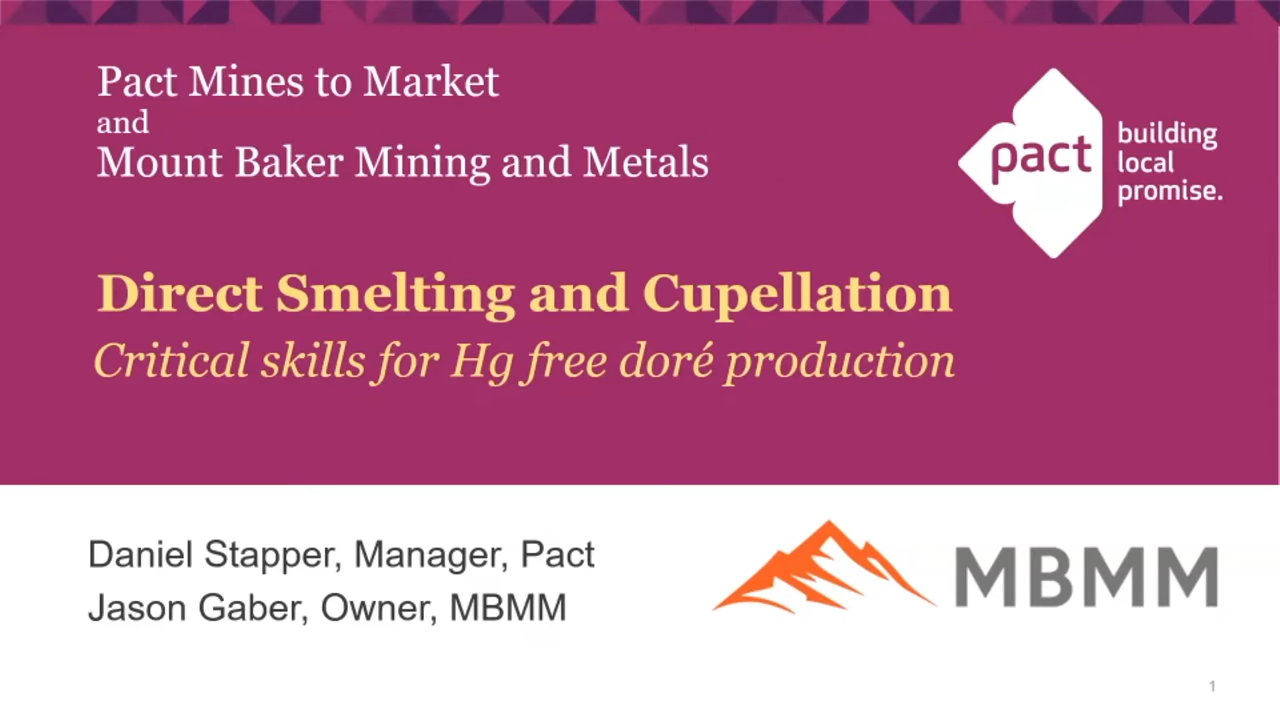 Pact Mines to Market
and
Mount Baker Mining and Metals
pact
building
local
promise.
Direct Smelting and Cupellation
Critical skills for Hg free doré production
Daniel Stapper, Manager, Pact
Jason Gaber, Owner, MBMM
MBMM
1